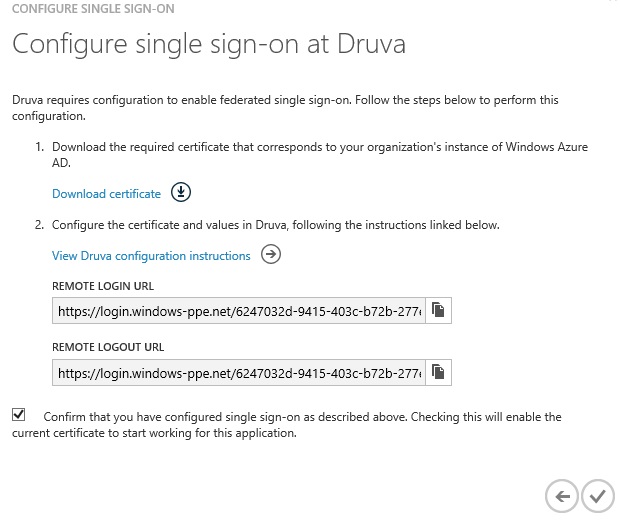 CONFIGURE SINGLE SIGN-ON
Configure single sign-on at Druva
Druva requires configuration to enable federated single sign-on. Follow the steps below to perform this
configuration.
1. Download the required certificate that corresponds to your organization's instance of Windows Azure
AD.
Download certificate
2. Configure the certificate and values in Druva, following the instructions linked below.
View Druva configuration instructions
REMOTE LOGIN URL
https://login.windows-ppe.net/6247032d-9415-403c-b72b-277
REMOTE LOGOUT URL
https://login.windows-ppe.net/6247032d-9415-403c-b72b-277
Confirm that you have configured single sign-on as described above. Checking this will enable the
current certificate to start working for this application.